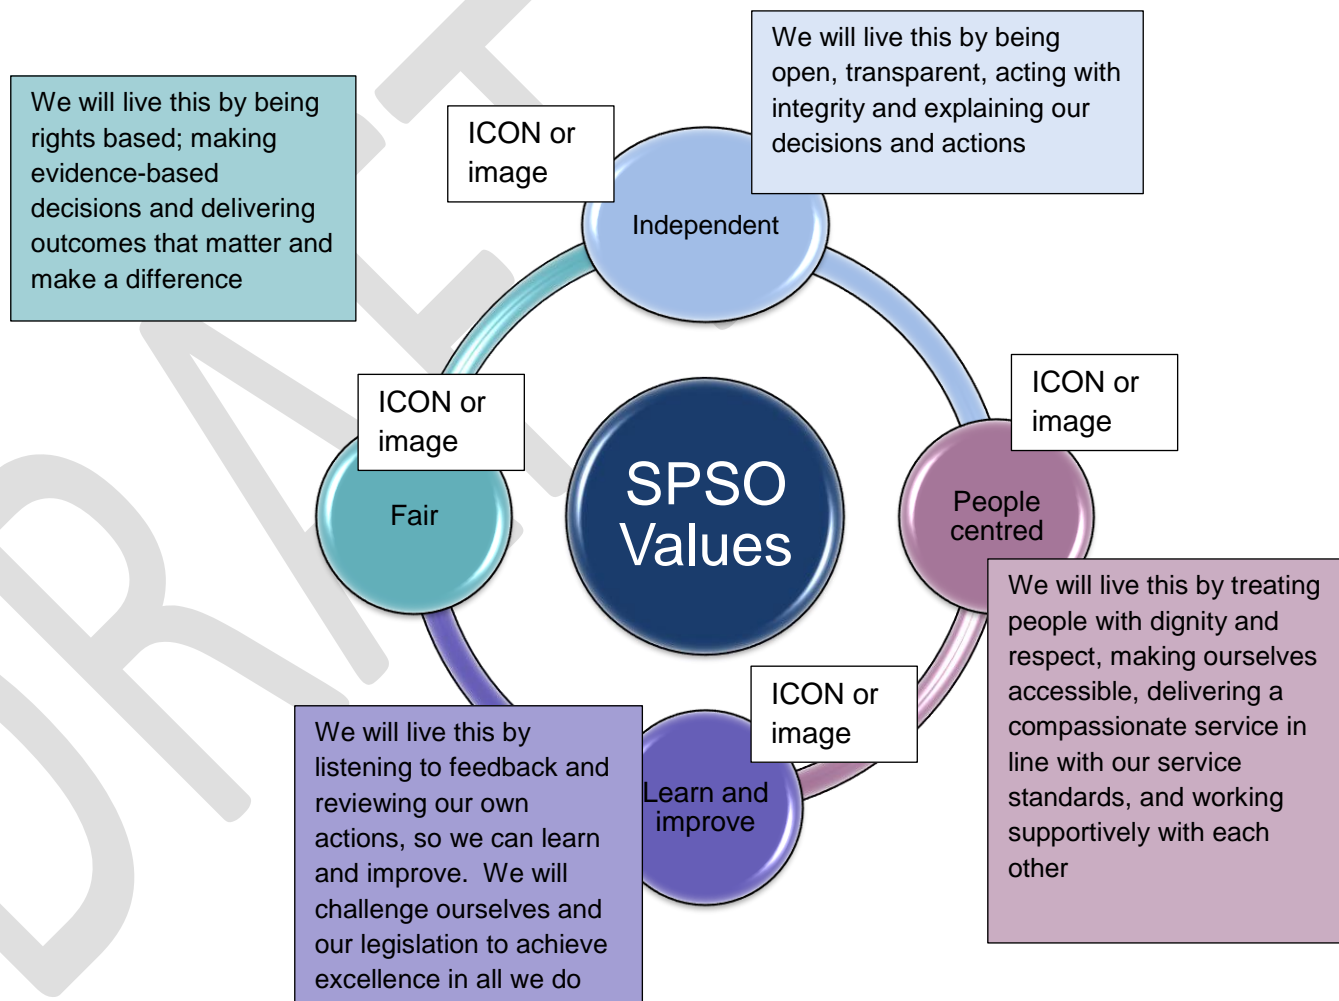 We will live this by being
open, transparent, acting with
integrity and explaining our
decisions and actions
We will live this by being
rights based; making
evidence-based
decisions and delivering
outcomes that matter and
make a difference
ICON or
image
Independent
ICON or
image
ICON or
image
SPSO
Values
Fair
People
centred
We will live this by treating
people with dignity and
respect, making ourselves
accessible, delivering a
compassionate service in
line with our service
standards, and working
supportively with each
other
ICON or
image
Learn and
improve
We will live this by
listening to feedback and
reviewing our own
actions, so we can learn
and improve.  We will
challenge ourselves and
our legislation to achieve
excellence in all we do
DRAFT